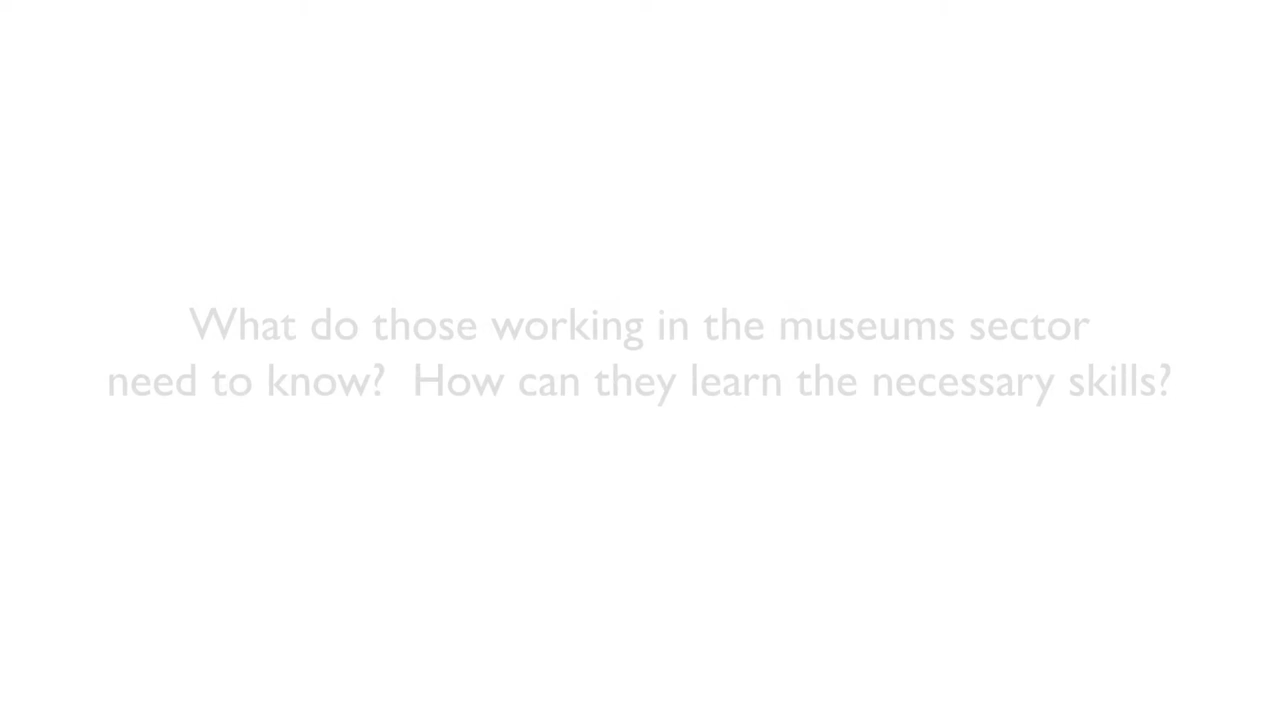 What do those working in the museums sector
need to know?  How can they learn the necessary skills?